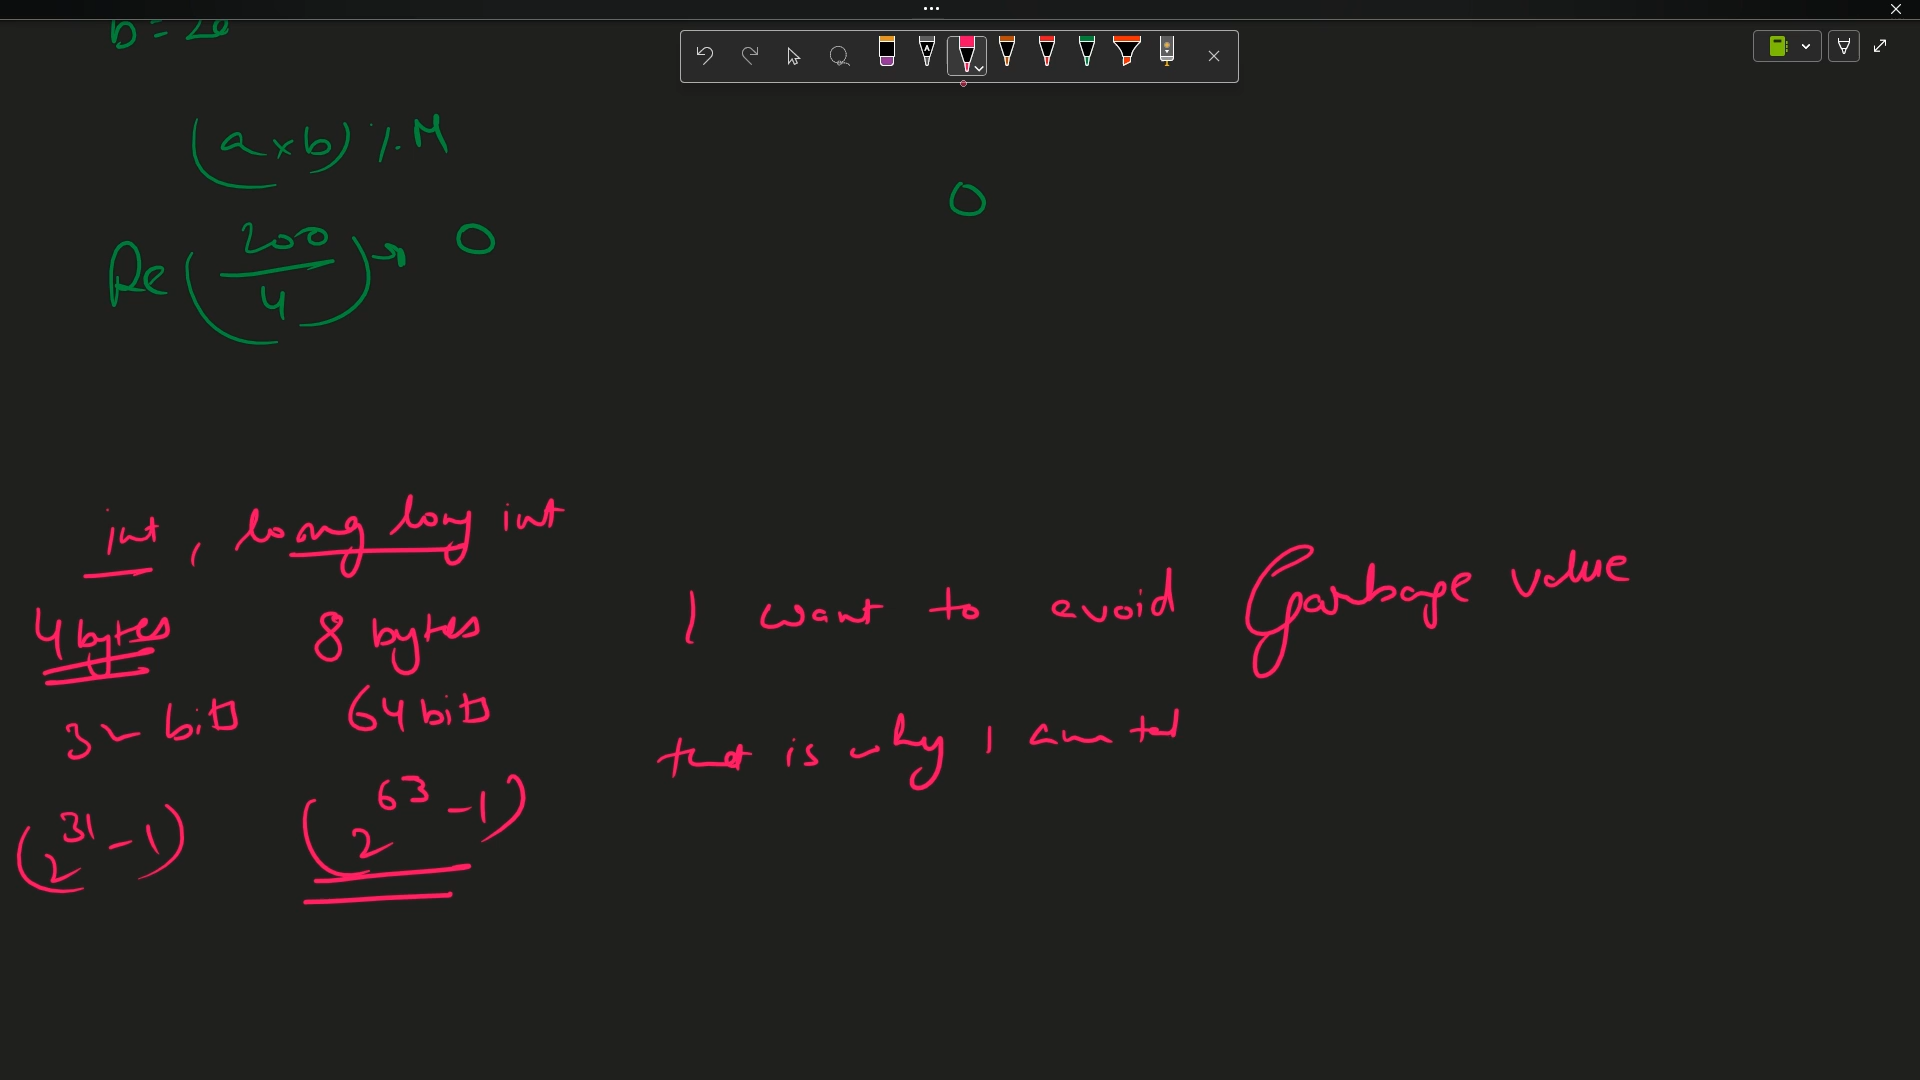 b = 20
(a x b) % M
0
Re ( 200 / 4 ) → 0
int, long long int
4 bytes 8 bytes
32 bits 64 bits
(2^31 - 1) (2^63 - 1)
I want to avoid Garbage value
that is why I am